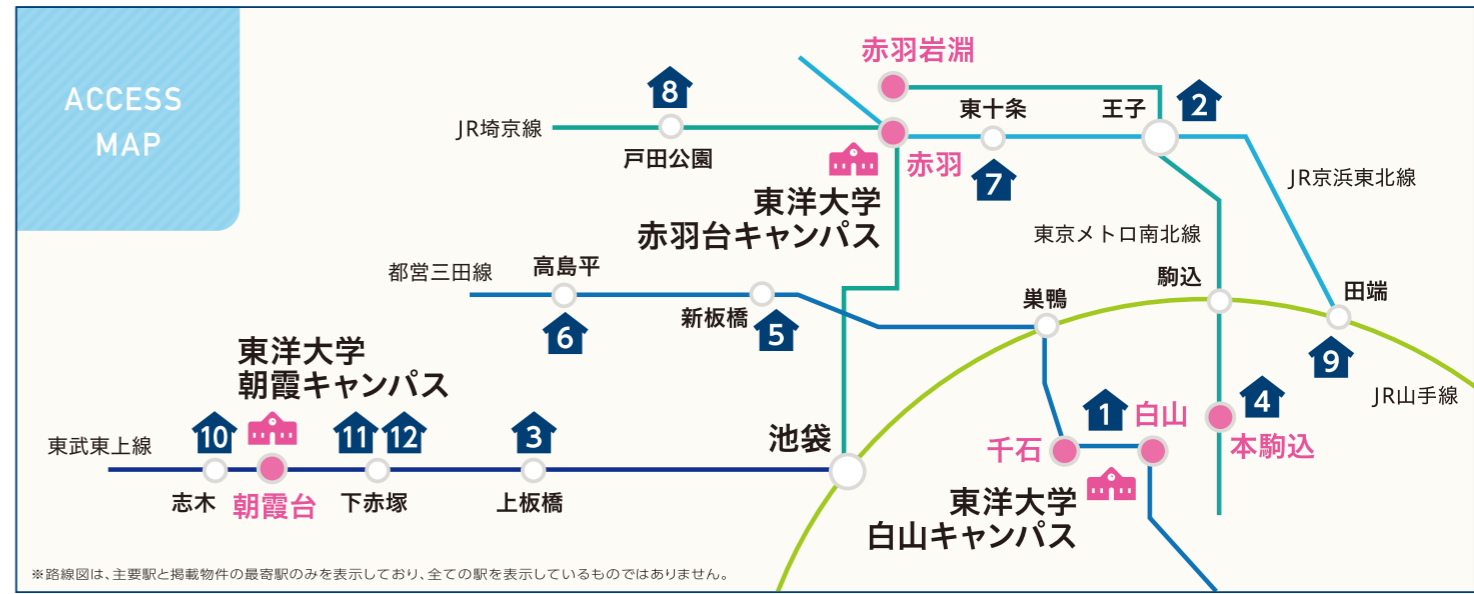 ACCESS
MAP
赤羽岩淵
8
JR埼京線
戸田公園
東十条
王子
2
赤羽
7
東洋大学
赤羽台キャンパス
JR京浜東北線
東京メトロ南北線
都営三田線
高島平
6
新板橋
5
巣鴨
駒込
田端
9
JR山手線
東洋大学
朝霞キャンパス
東武東上線
10
11
12
3
志木
朝霞台
下赤塚
上板橋
池袋
1
白山
千石
4
本駒込
東洋大学
白山キャンパス
※路線図は、主要駅と掲載物件の最寄駅のみを表示しており、全ての駅を表示しているものではありません。